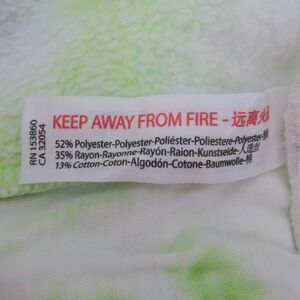 KEEP AWAY FROM FIRE - 远离火
52% Polyester-Polyester-Poliéster-Poliestere-Polyester-
35% Rayon-Rayonne-Rayón-Raion-Kunstseide-人造丝
13% Cotton-Coton-Algodón-Cotone-Baumwolle-棉
RN 153860
CA 32054